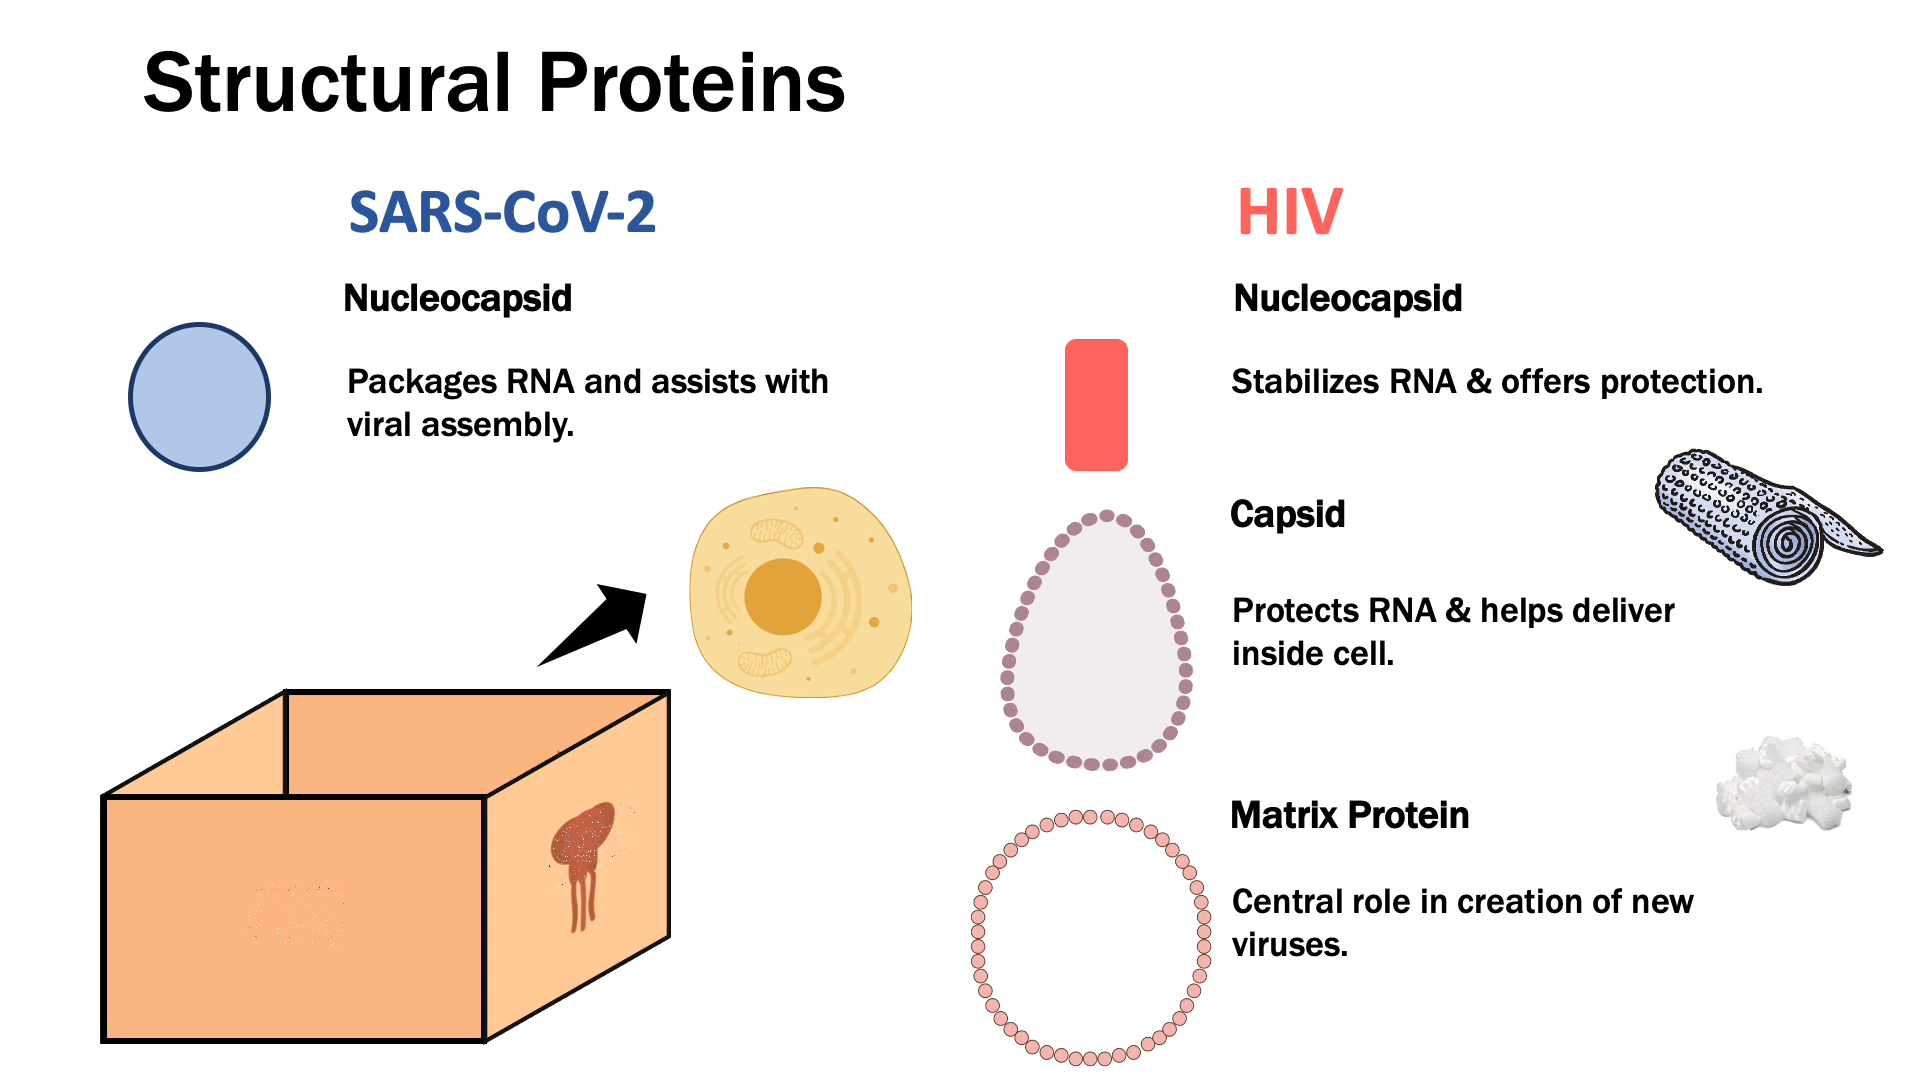 Structural Proteins
SARS-CoV-2
Nucleocapsid
Packages RNA and assists with
viral assembly.
HIV
Nucleocapsid
Stabilizes RNA & offers protection.
Capsid
Protects RNA & helps deliver
inside cell.
Matrix Protein
Central role in creation of new
viruses.